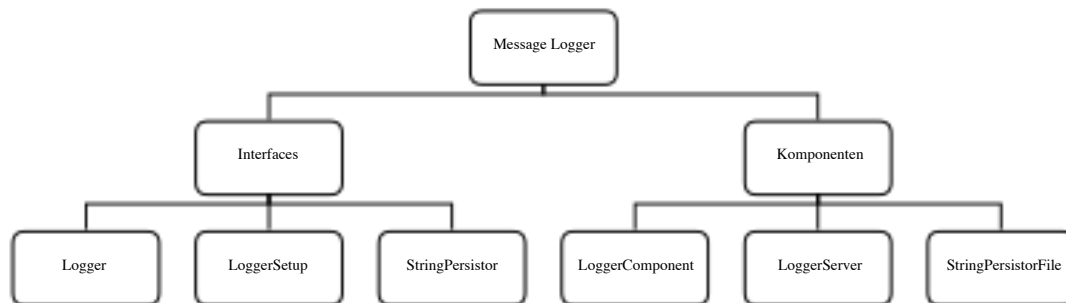 Message Logger
Interfaces
Komponenten
Logger
LoggerSetup
StringPersistor
LoggerComponent
LoggerServer
StringPersistorFile